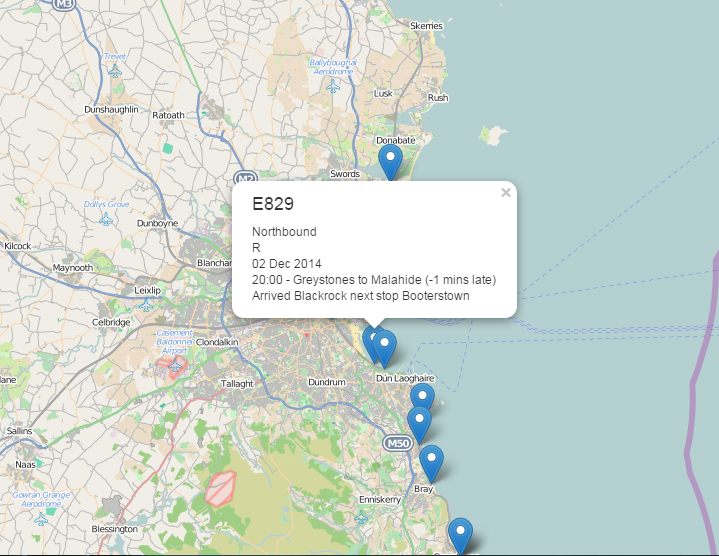 M3
Skerries
Trevel
Ballyboughal
Aerodrome
Lusk
Rush
Dunshaughlin
Ratoath
Donabate
Swords
M2
Dollys Grove
Dunboyne
Kilcock
Blanchar
Maynooth
Leixlip
Celbridge
Casement
Baldonnel
Airport
Clondalkin
E829
×
Northbound
R
02 Dec 2014
20:00 - Greystones to Malahide (-1 mins late)
Arrived Blackrock next stop Booterstown
lane
Tallaght
Dundrum
Dún Laoghaire
Sallins
M50
Naas
Gowran Grange
Aerodrome
Bray
Enniskerry
Blessington